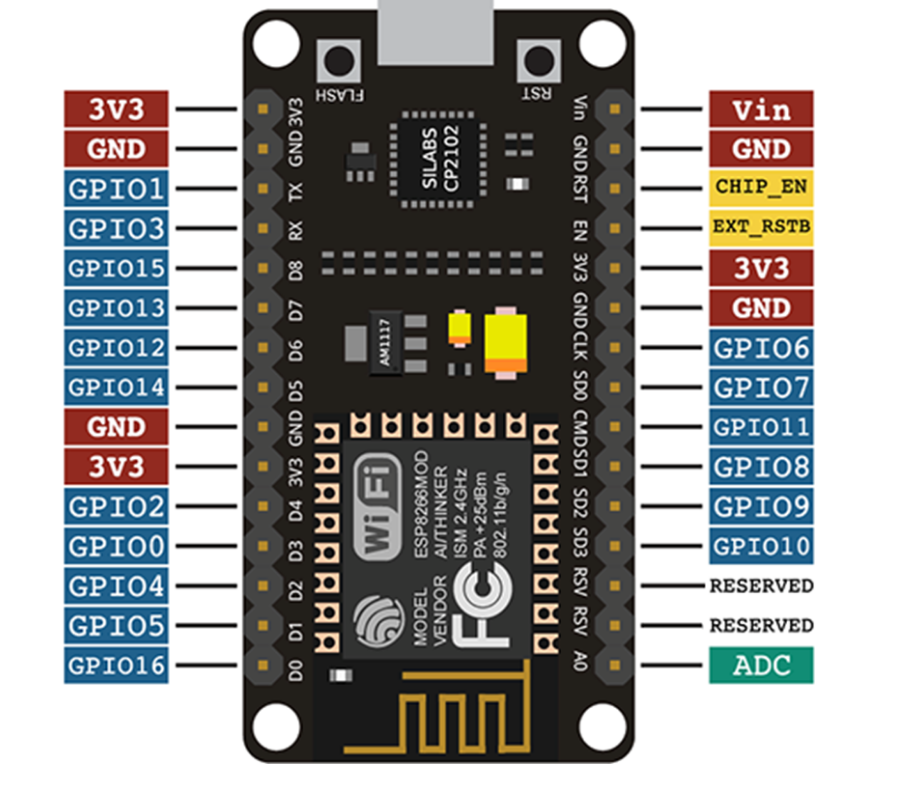 FLASH
RST
3V3
GND
GPIO1
GPIO3
GPIO15
GPIO13
GPIO12
GPIO14
GND
3V3
GPIO2
GPIO0
GPIO4
GPIO5
GPIO16
3V3
GND
TX
RX
D8
D7
D6
D5
GND
3V3
D4
D3
D2
D1
D0
SILABS
CP2102
AM1117
WiFi
ESP8266MOD
AI/THINKER
ISM 2.4GHz
PA +25dBm
802.11b/g/n
MODEL
VENDOR
FC
Vin
GND
RST
EN
3V3
GND
CLK
SD0
CMD
SD1
SD2
SD3
RSV
RSV
A0
Vin
GND
CHIP_EN
EXT_RSTB
3V3
GND
GPIO6
GPIO7
GPIO11
GPIO8
GPIO9
GPIO10
RESERVED
RESERVED
ADC